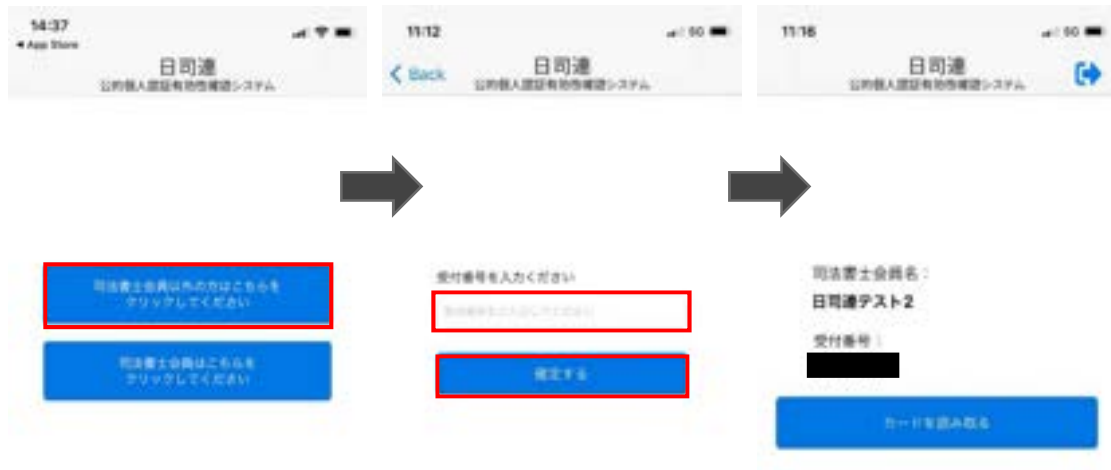 14:37
◀ App Store
日司連
公的個人認証有効性確認システム
司法書士会員以外の方はこちらを
クリックしてください
司法書士会員はこちらを
クリックしてください
11:12
5G
Back
日司連
公的個人認証有効性確認システム
受付番号を入力ください
確定する
11:16
5G
日司連
公的個人認証有効性確認システム
司法書士会員名：
日司連テスト2
受付番号：
カードを読み取る